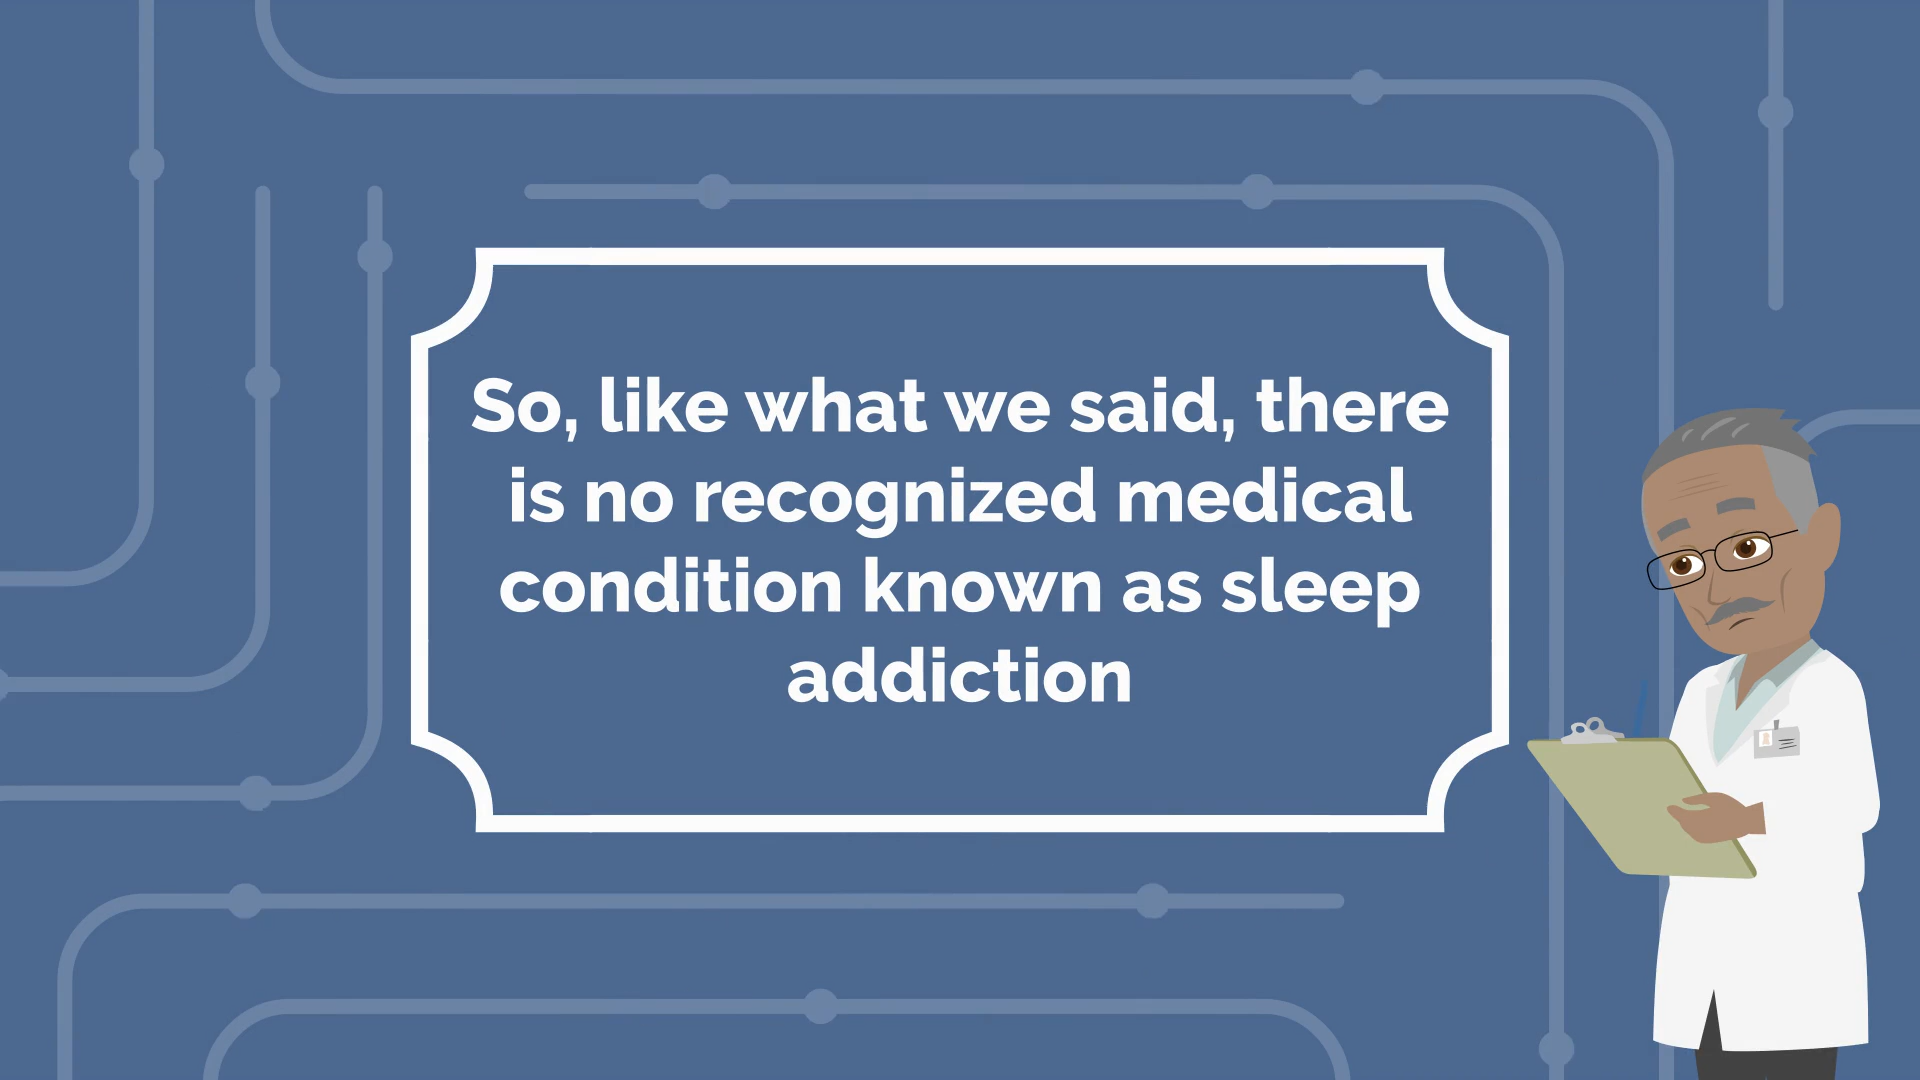 So, like what we said, there
is no recognized medical
condition known as sleep
addiction